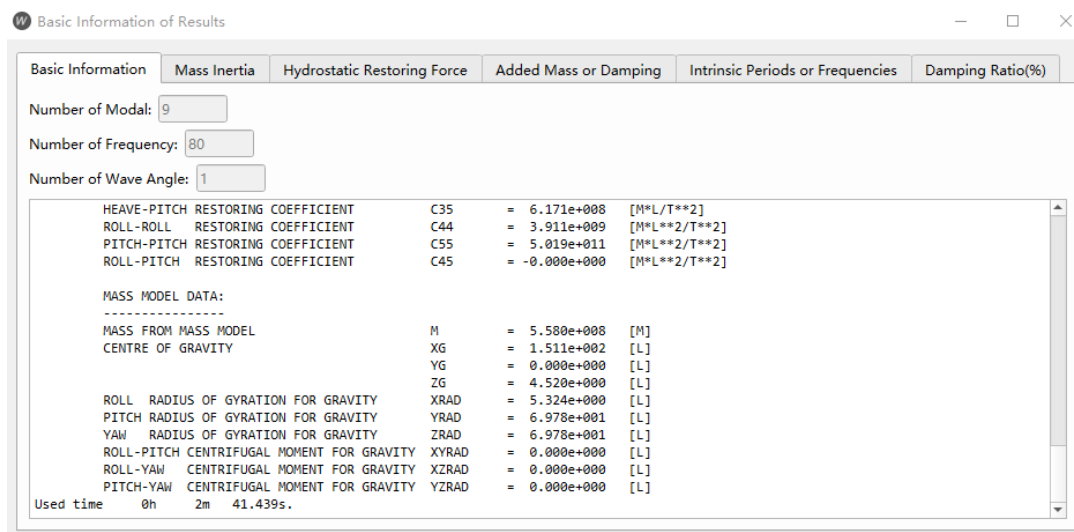 Basic Information of Results
Basic Information Mass Inertia Hydrostatic Restoring Force Added Mass or Damping Intrinsic Periods or Frequencies Damping Ratio(%)
Number of Modal: 9
Number of Frequency: 80
Number of Wave Angle: 1
HEAVE-PITCH RESTORING COEFFICIENT C35 = 6.171e+008 [M*L/T**2]
ROLL-ROLL RESTORING COEFFICIENT C44 = 3.911e+009 [M*L**2/T**2]
PITCH-PITCH RESTORING COEFFICIENT C55 = 5.019e+011 [M*L**2/T**2]
ROLL-PITCH RESTORING COEFFICIENT C45 = -0.000e+000 [M*L**2/T**2]
MASS MODEL DATA:
----------------
MASS FROM MASS MODEL M = 5.580e+008 [M]
CENTRE OF GRAVITY XG = 1.511e+002 [L]
YG = 0.000e+000 [L]
ZG = 4.520e+000 [L]
ROLL RADIUS OF GYRATION FOR GRAVITY XRAD = 5.324e+000 [L]
PITCH RADIUS OF GYRATION FOR GRAVITY YRAD = 6.978e+001 [L]
YAW RADIUS OF GYRATION FOR GRAVITY ZRAD = 6.978e+001 [L]
ROLL-PITCH CENTRIFUGAL MOMENT FOR GRAVITY XYRAD = 0.000e+000 [L]
ROLL-YAW CENTRIFUGAL MOMENT FOR GRAVITY XZRAD = 0.000e+000 [L]
PITCH-YAW CENTRIFUGAL MOMENT FOR GRAVITY YZRAD = 0.000e+000 [L]
Used time 0h 2m 41.439s.